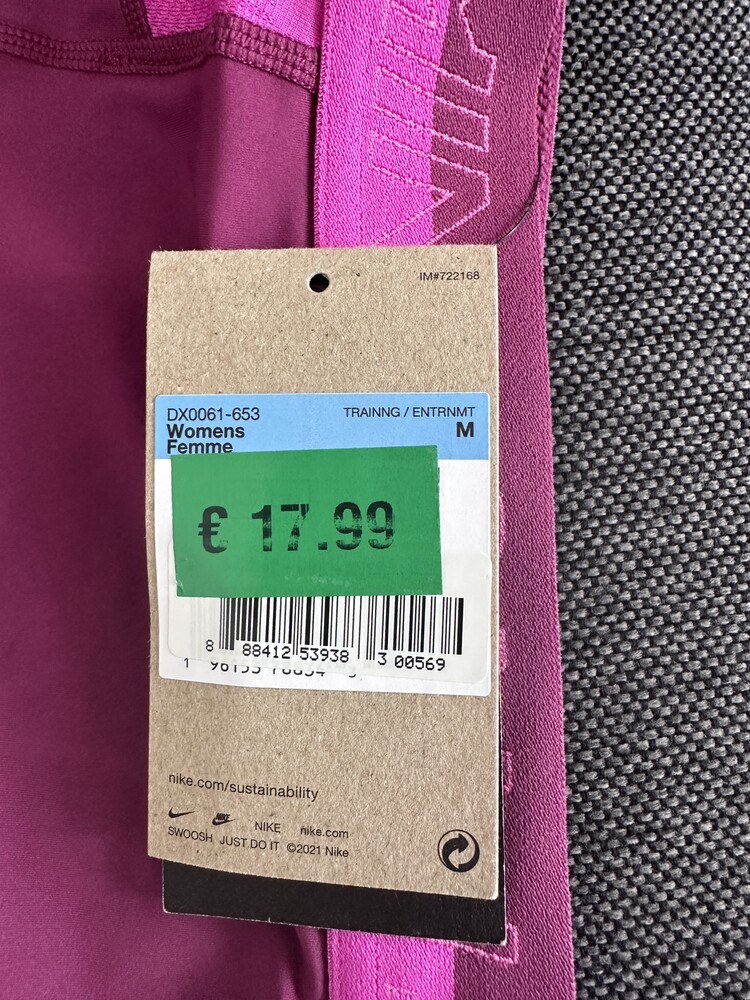 IM#722168
DX0061-653
TRAINNG / ENTRNMT
Womens
M
Femme
€ 17.99
8 88412 53938 3 00569
nike.com/sustainability
NIKE nike.com
SWOOSH JUST DO IT ©2021 Nike